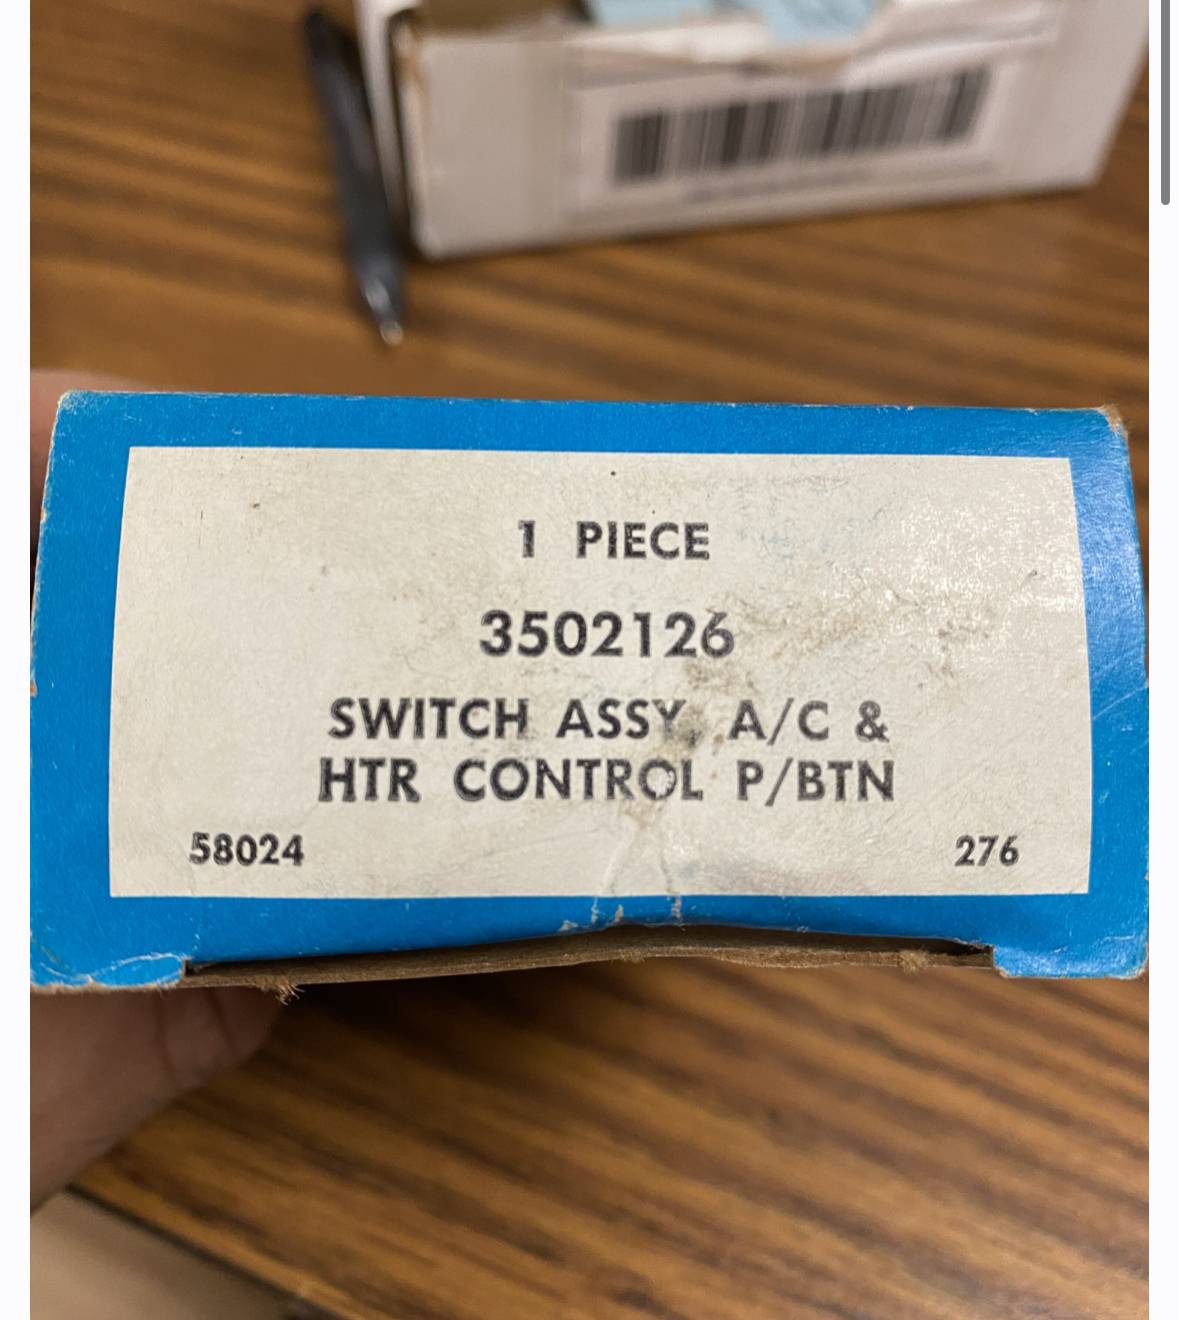 1 PIECE
3502126
SWITCH ASSY, A/C &
HTR CONTROL P/BTN
58024 276